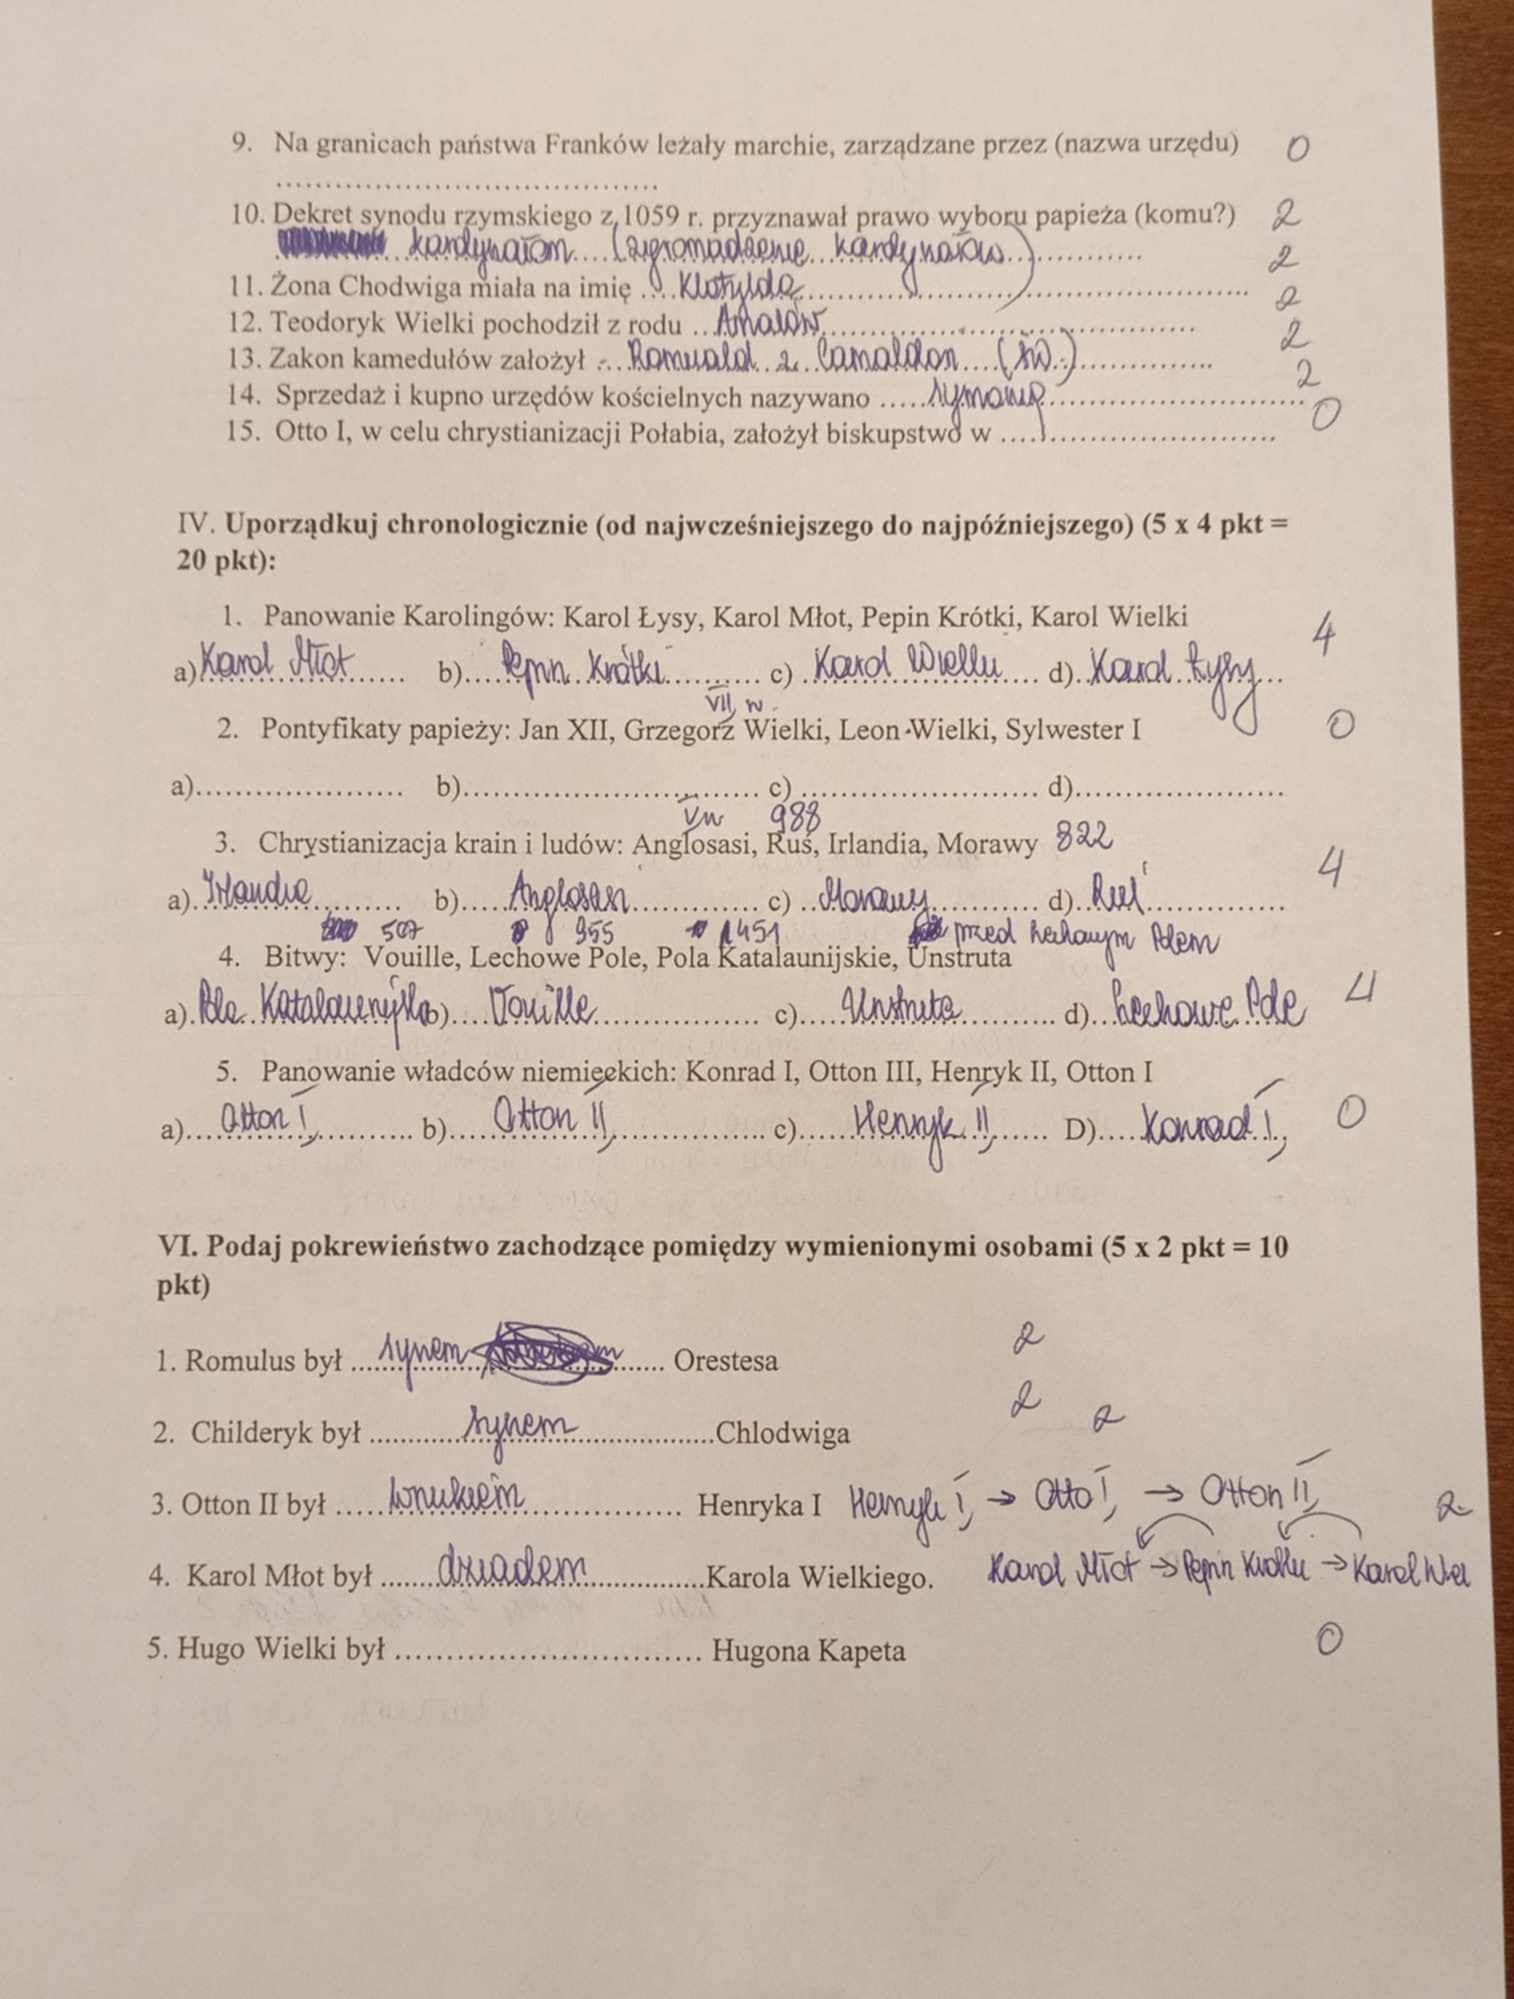 9. Na granicach państwa Franków leżały marchie, zarządzane przez (nazwa urzędu) 0
......................................
10. Dekret synodu rzymskiego z 1059 r. przyznawał prawo wyboru papieża (komu?) 2
kardynałom (zgromadzenie kardynałów) 2
11. Żona Chodwiga miała na imię Klotylda 2
12. Teodoryk Wielki pochodził z rodu Amalów 2
13. Zakon kamedułów założył Romuald z Camaldon (św.) 2
14. Sprzedaż i kupno urzędów kościelnych nazywano symonią
15. Otto I, w celu chrystianizacji Połabia, założył biskupstwo w .............................. 0
IV. Uporządkuj chronologicznie (od najwcześniejszego do najpóźniejszego) (5 x 4 pkt =
20 pkt):
1. Panowanie Karolingów: Karol Łysy, Karol Młot, Pepin Krótki, Karol Wielki 4
a) Karol Młot b) Pepin Krótki c) Karol Wielki d) Karol Łysy
VII w.
2. Pontyfikaty papieży: Jan XII, Grzegorz Wielki, Leon Wielki, Sylwester I 0
a)..................... b).............................. c)........................ d).....................
V w 988
3. Chrystianizacja krain i ludów: Anglosasi, Ruś, Irlandia, Morawy 822
a) Irlandia b) Anglosasi c) Morawy d) Ruś 4
507 955 451 przed Lechowym Polem
4. Bitwy: Vouille, Lechowe Pole, Pola Katalaunijskie, Unstruta
a) Pola Katalaunijskie b) Vouille c) Unstruta d) Lechowe Pole 4
5. Panowanie władców niemieckich: Konrad I, Otton III, Henryk II, Otton I
a) Otton I b) Otton II c) Henryk II D) Konrad I 0
VI. Podaj pokrewieństwo zachodzące pomiędzy wymienionymi osobami (5 x 2 pkt = 10
pkt)
1. Romulus był synem Orestesa 2
2. Childeryk był synem Chlodwiga 2 2
3. Otton II był wnukiem Henryka I Henryk I → Otto I → Otton II 2
4. Karol Młot był dziadem Karola Wielkiego. Karol Młot → Pepin Krótki → Karol Wiel
5. Hugo Wielki był .............................. Hugona Kapeta 0